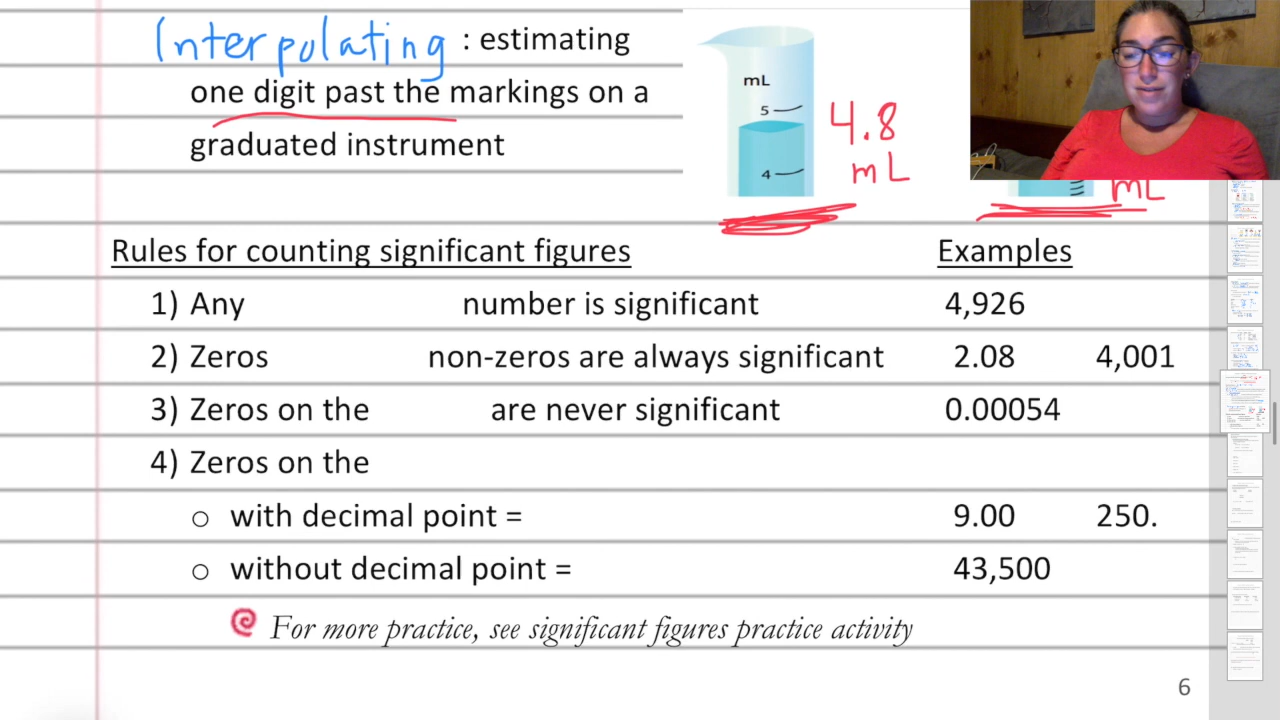 Interpolating : estimating
one digit past the markings on a
graduated instrument
mL
5
4
4.8
mL
mL
Rules for counting significant figures Examples
1) Any number is significant 4,926
2) Zeros non-zeros are always significant 2.08 4,001
3) Zeros on the are never significant 0.00054
4) Zeros on the
o with decimal point = 9.00 250.
o without decimal point = 43,500
For more practice, see significant figures practice activity
6